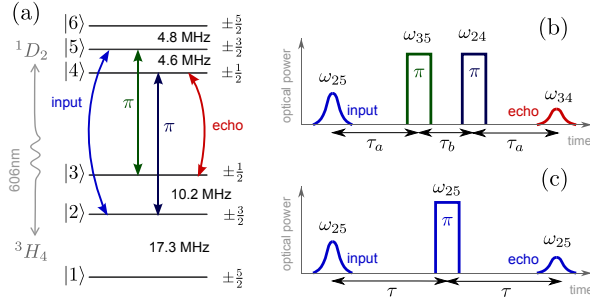 (a)
|6⟩ ±5/2
4.8 MHz
|5⟩ ±3/2
¹D₂
4.6 MHz
|4⟩ ±1/2
input
π
π
echo
606nm
|3⟩ ±1/2
10.2 MHz
|2⟩ ±3/2
³H₄
17.3 MHz
|1⟩ ±5/2
(b)
optical power
ω₃₅ ω₂₄
π π
ω₂₅ input
echo ω₃₄
time
τₐ τ_b τₐ
(c)
optical power
ω₂₅
π
ω₂₅ input
echo ω₂₅
time
τ τ